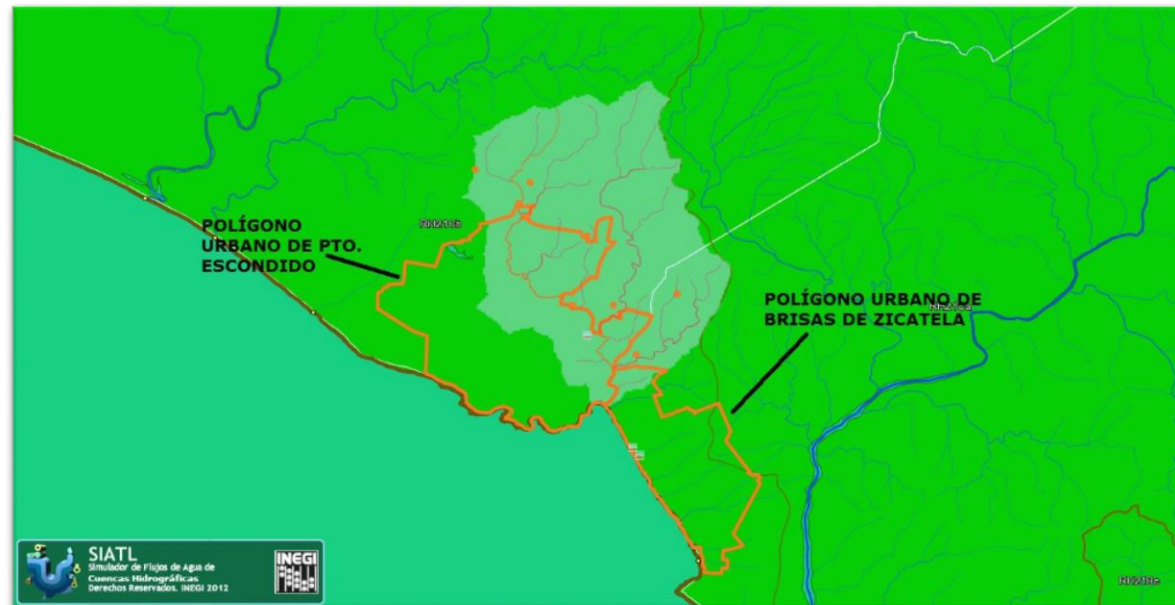 POLÍGONO
URBANO DE PTO.
ESCONDIDO
POLÍGONO URBANO DE
BRISAS DE ZICATELA
SIATL
Simulador de Flujos de Agua de
Cuencas Hidrográficas
Derechos Reservados. INEGI 2012
INEGI